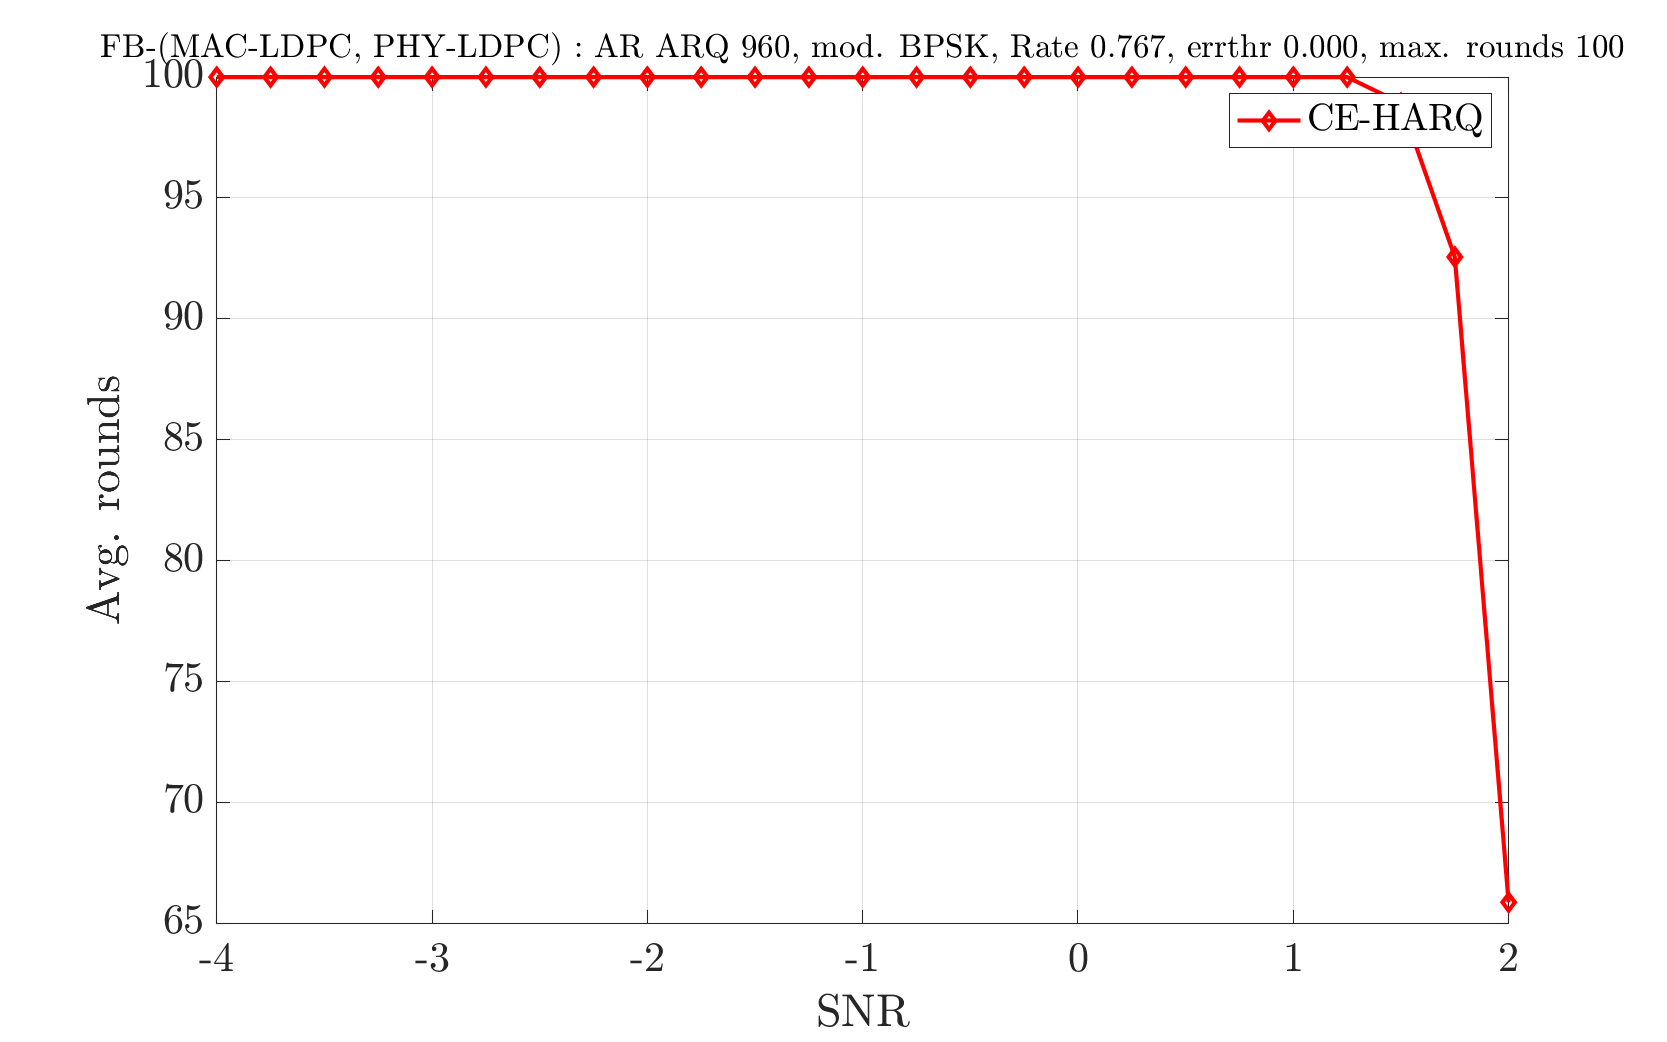 FB-(MAC-LDPC, PHY-LDPC) : AR ARQ 960, mod. BPSK, Rate 0.767, errthr 0.000, max. rounds 100
CE-HARQ
100
95
90
85
80
75
70
65
Avg. rounds
-4 -3 -2 -1 0 1 2
SNR